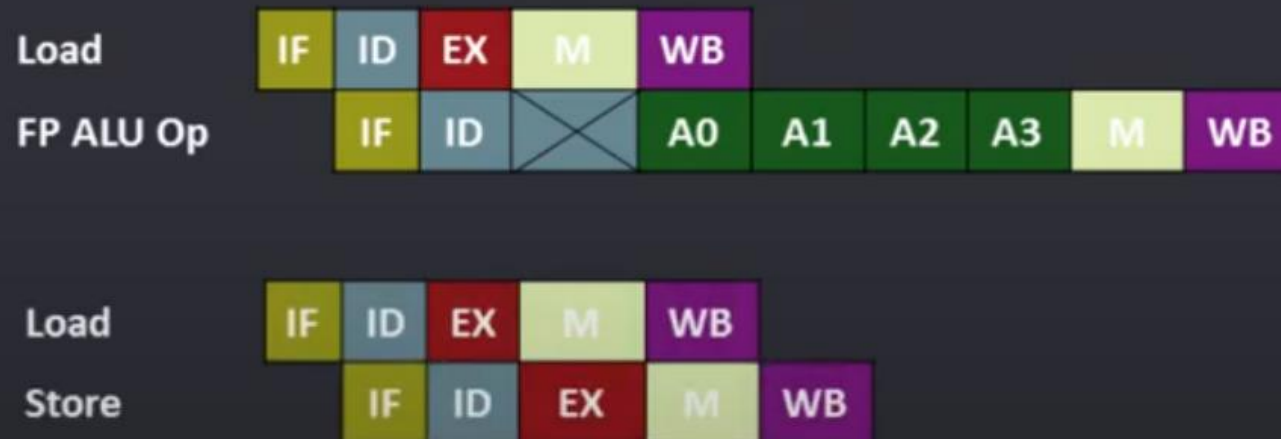 Load IF ID EX M WB
FP ALU Op IF ID A0 A1 A2 A3 M WB
Load IF ID EX M WB
Store IF ID EX M WB